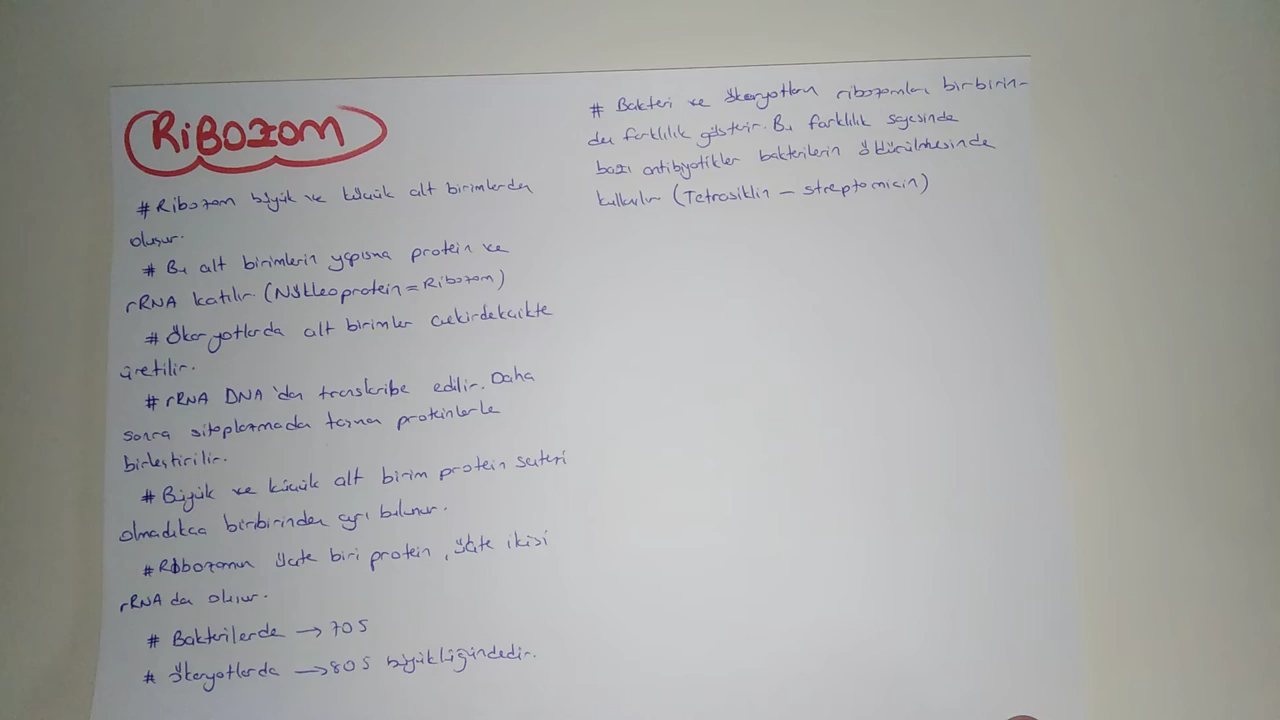 RiBOZOM
# Ribozom büyük ve küçük alt birimlerden
oluşur.
# Bu alt birimlerin yapısına protein ve
rRNA katılır. (Nükleoprotein = Ribozom)
# Ökaryotlarda alt birimler çekirdekçikte
üretilir.
# rRNA DNA'dan transkribe edilir. Daha
sonra sitoplazmada taşınan proteinlerle
birleştirilir.
# Büyük ve küçük alt birim protein sentezi
olmadıkça birbirinden ayrı bulunur.
# Ribozomun üçte biri protein, üçte ikisi
rRNA'dan oluşur.
# Bakterilerde → 70S
# Ökaryotlarda → 80S büyüklüğündedir.
# Bakteri ve ökaryotların ribozomları birbirin-
den farklılık gösterir. Bu farklılık sayesinde
bazı antibiyotikler bakterilerin öldürülmesinde
kullanılır (Tetrasiklin – streptomisin)